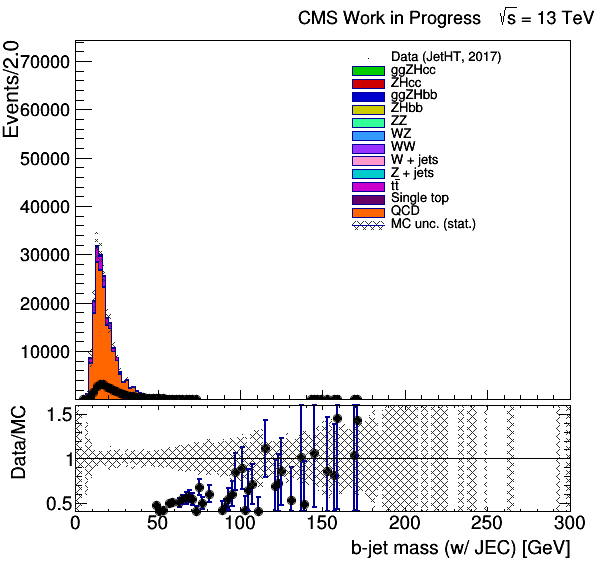 CMS Work in Progress √s = 13 TeV
Events/2.0
70000
60000
50000
40000
30000
20000
10000
Data (JetHT, 2017)
ggZHcc
ZHcc
ggZHbb
ZHbb
ZZ
WZ
WW
W + jets
Z + jets
tt̄
Single top
QCD
MC unc. (stat.)
Data/MC
1.5
1
0.5
0 50 100 150 200 250 300
b-jet mass (w/ JEC) [GeV]